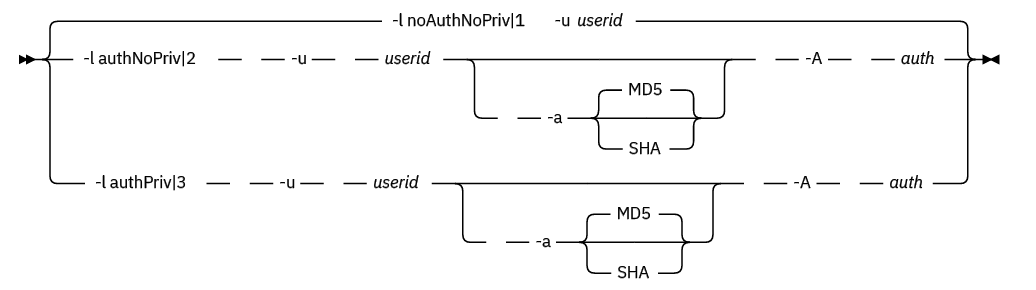 -l noAuthNoPriv|1 -u userid
-l authNoPriv|2 -u userid -A auth
MD5
-a
SHA
-l authPriv|3 -u userid -A auth
MD5
-a
SHA